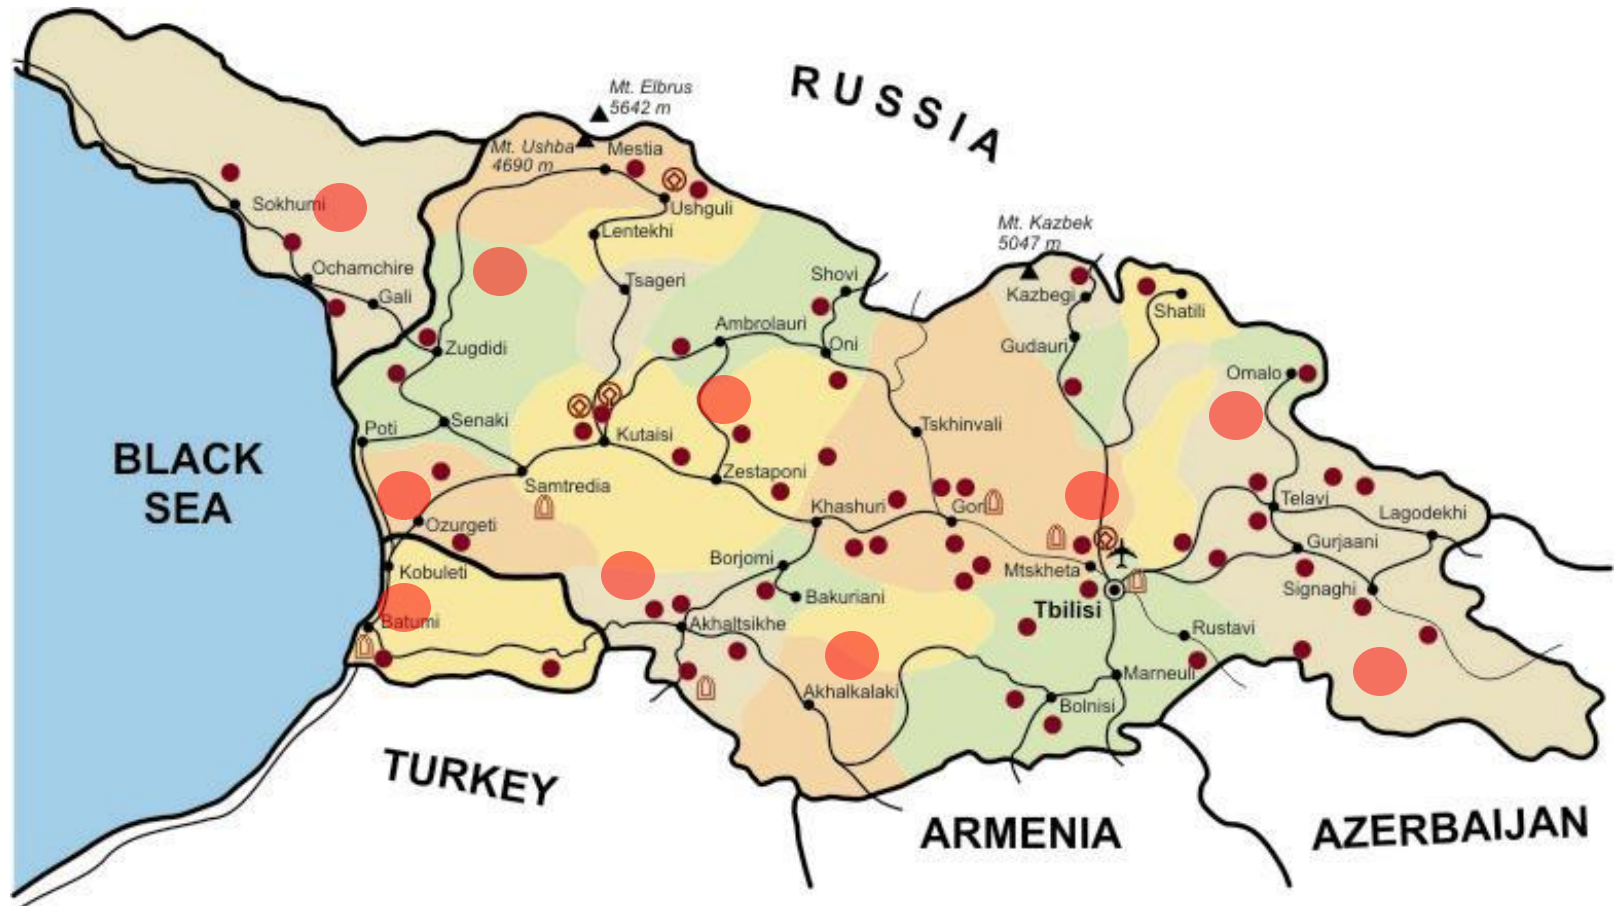 RUSSIA
Mt. Elbrus
5642 m
Mt. Ushba
4690 m
Mestia
Ushguli
Sokhumi
Lentekhi
Mt. Kazbek
5047 m
Ochamchire
Tsageri
Shovi
Kazbegi
Shatili
Gali
Ambrolauri
Oni
Gudauri
Zugdidi
Omalo
Poti
Senaki
Kutaisi
Tskhinvali
BLACK
SEA
Samtredia
Zestaponi
Khashuri
Gori
Telavi
Lagodekhi
Ozurgeti
Gurjaani
Borjomi
Mtskheta
Kobuleti
Bakuriani
Signaghi
Tbilisi
Batumi
Akhaltsikhe
Rustavi
Akhalkalaki
Marneuli
Bolnisi
TURKEY
ARMENIA
AZERBAIJAN